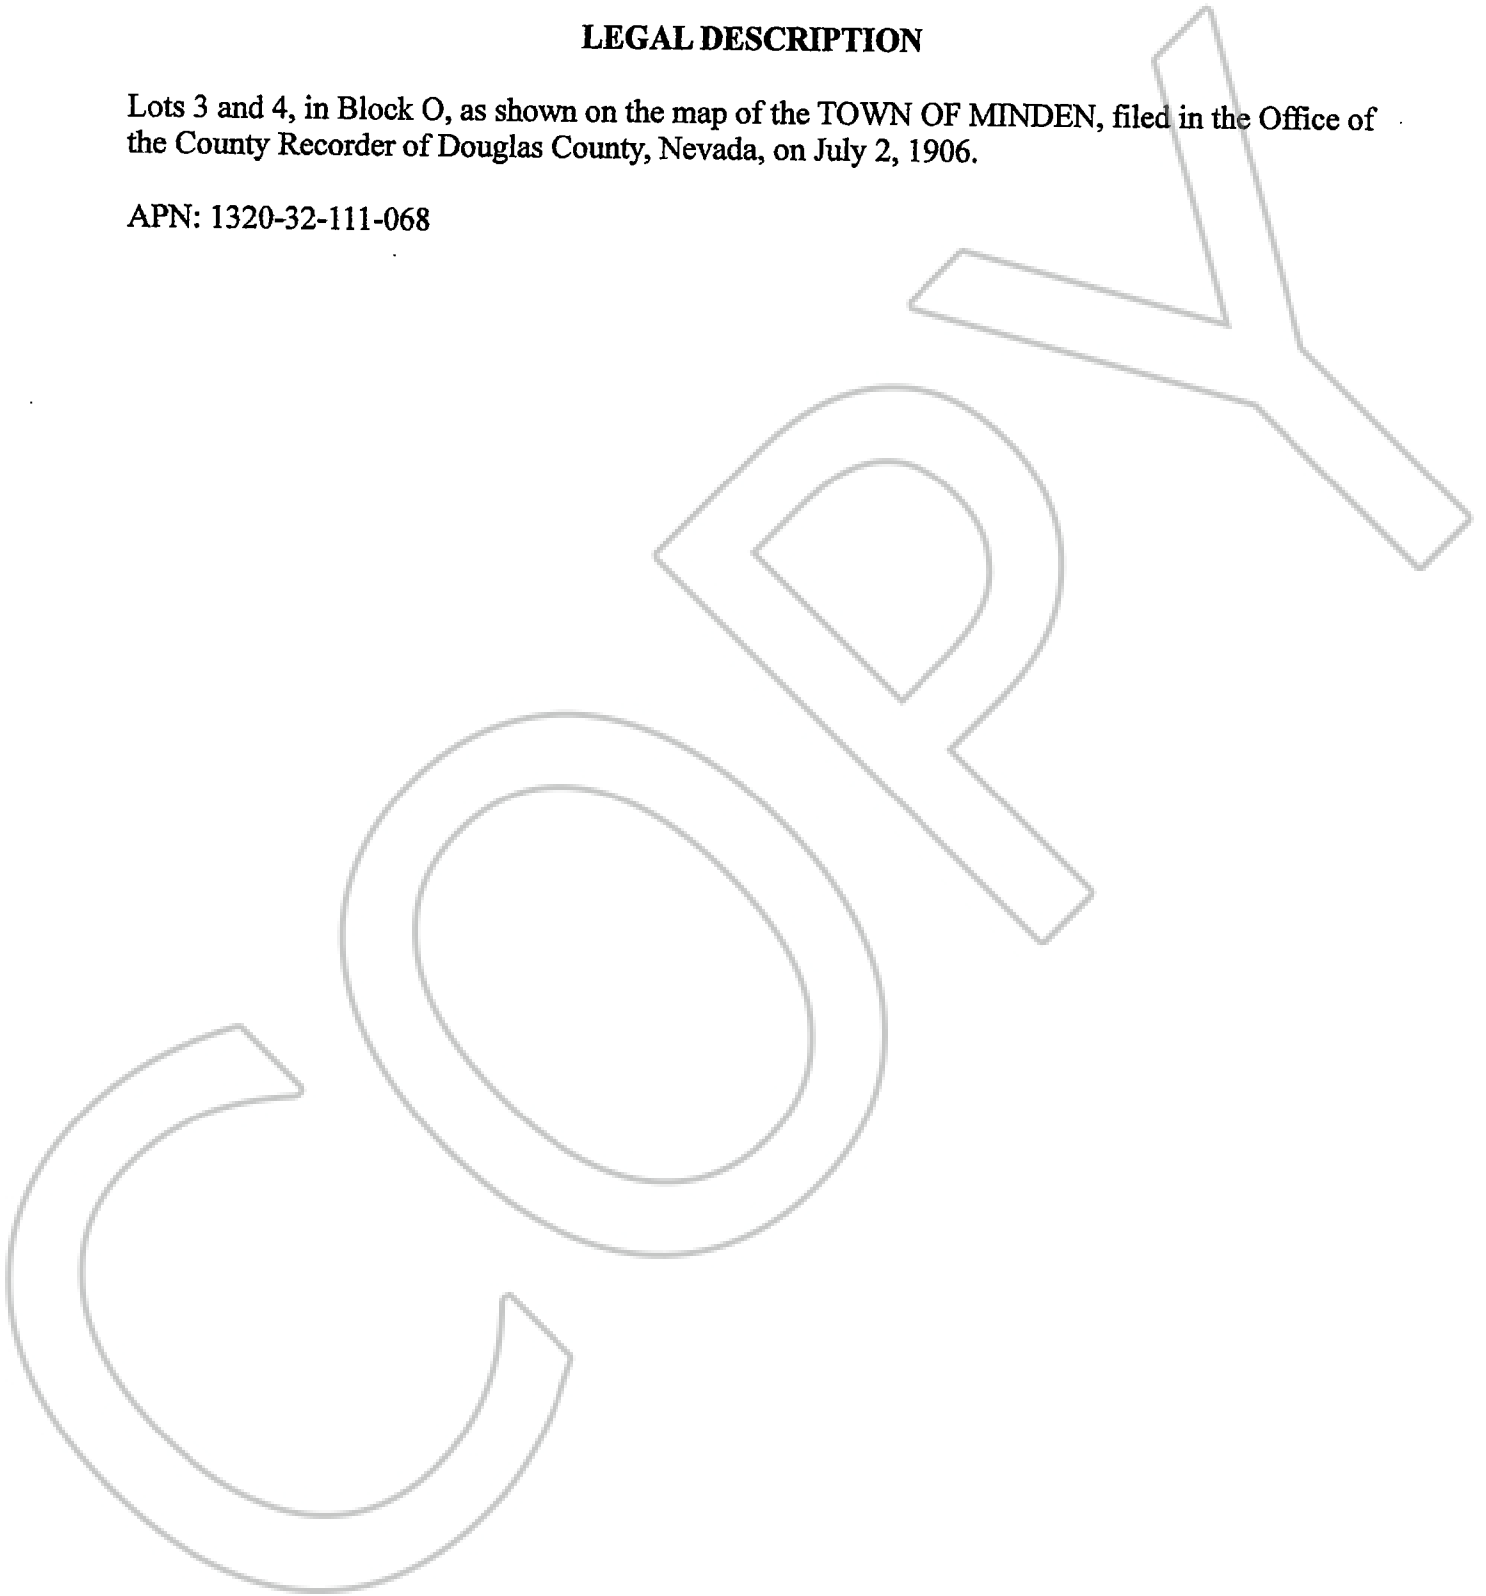 LEGAL DESCRIPTION
Lots 3 and 4, in Block O, as shown on the map of the TOWN OF MINDEN, filed in the Office of
the County Recorder of Douglas County, Nevada, on July 2, 1906.
APN: 1320-32-111-068
COPY